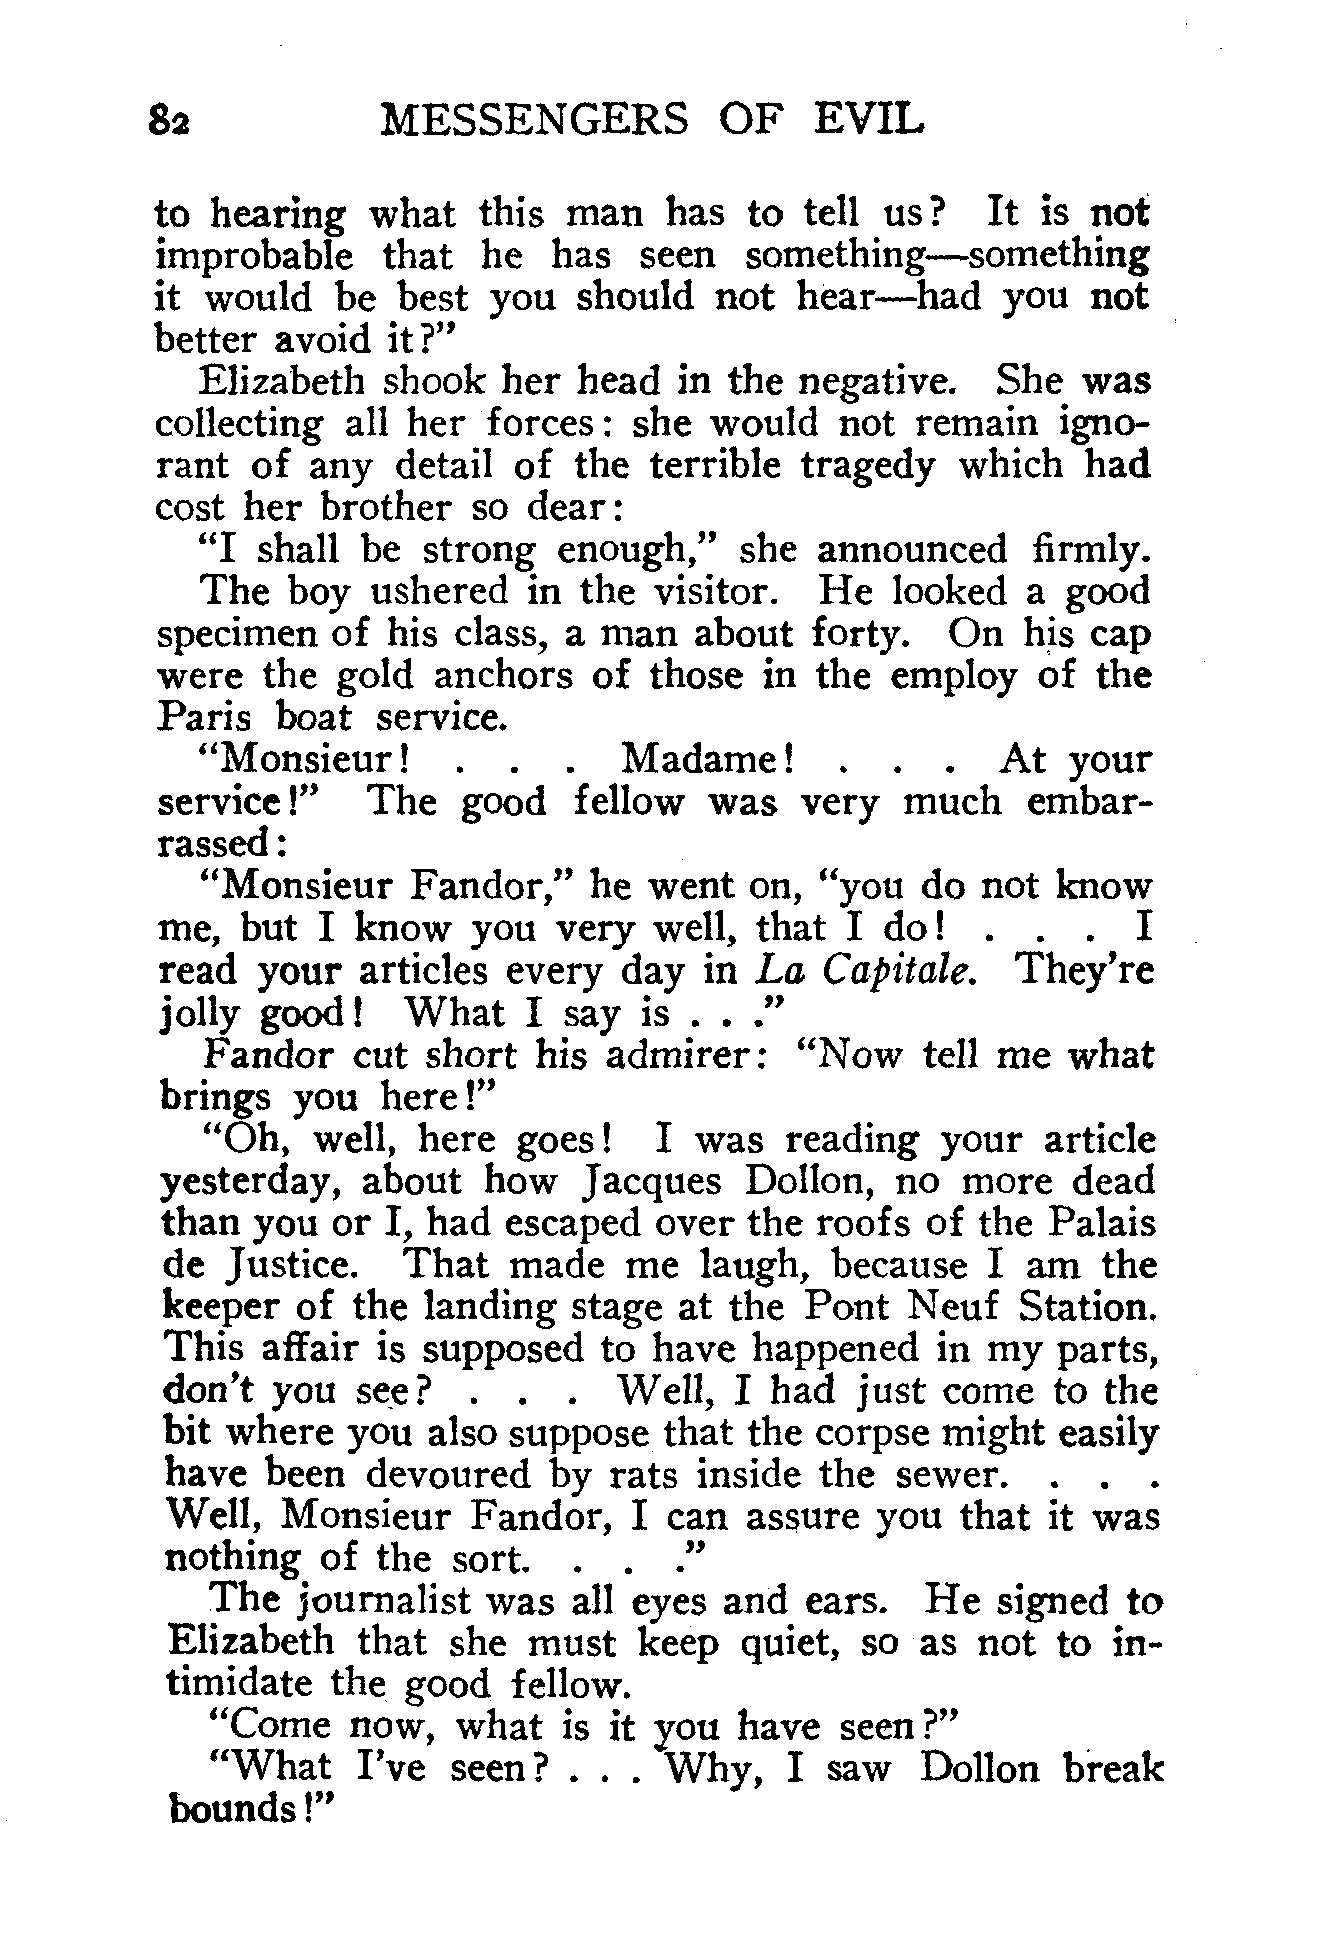 82 MESSENGERS OF EVIL
to hearing what this man has to tell us? It is not
improbable that he has seen something—something
it would be best you should not hear—had you not
better avoid it?”
Elizabeth shook her head in the negative. She was
collecting all her forces: she would not remain igno-
rant of any detail of the terrible tragedy which had
cost her brother so dear:
“I shall be strong enough,” she announced firmly.
The boy ushered in the visitor. He looked a good
specimen of his class, a man about forty. On his cap
were the gold anchors of those in the employ of the
Paris boat service.
“Monsieur! . . . Madame! . . . At your
service!” The good fellow was very much embar-
rassed:
“Monsieur Fandor,” he went on, “you do not know
me, but I know you very well, that I do! . . . I
read your articles every day in La Capitale. They’re
jolly good! What I say is . . .”
Fandor cut short his admirer: “Now tell me what
brings you here!”
“Oh, well, here goes! I was reading your article
yesterday, about how Jacques Dollon, no more dead
than you or I, had escaped over the roofs of the Palais
de Justice. That made me laugh, because I am the
keeper of the landing stage at the Pont Neuf Station.
This affair is supposed to have happened in my parts,
don’t you see? . . . Well, I had just come to the
bit where you also suppose that the corpse might easily
have been devoured by rats inside the sewer. . . .
Well, Monsieur Fandor, I can assure you that it was
nothing of the sort. . . .”
The journalist was all eyes and ears. He signed to
Elizabeth that she must keep quiet, so as not to in-
timidate the good fellow.
“Come now, what is it you have seen?”
“What I’ve seen? . . . Why, I saw Dollon break
bounds!”